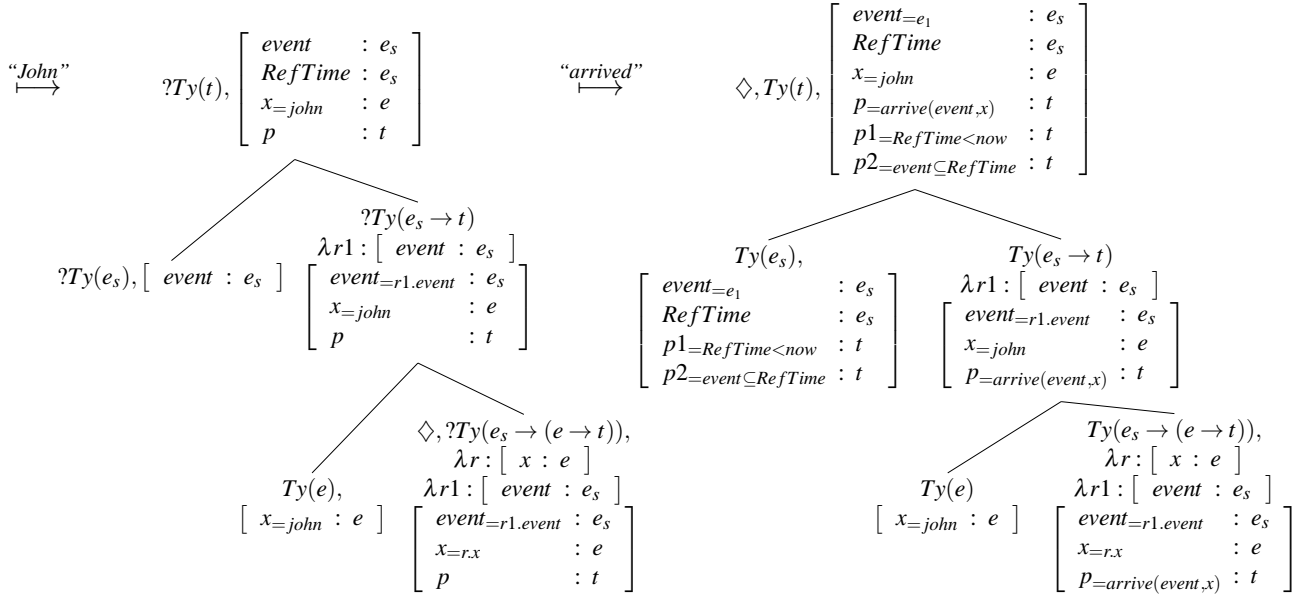 “John”
↦
?Ty(t), [ event : e_s
RefTime : e_s
x_{=john} : e
p : t ]
?Ty(e_s), [ event : e_s ]
?Ty(e_s → t)
λr1 : [ event : e_s ]
[ event_{=r1.event} : e_s
x_{=john} : e
p : t ]
Ty(e),
[ x_{=john} : e ]
♢, ?Ty(e_s → (e → t)),
λr : [ x : e ]
λr1 : [ event : e_s ]
[ event_{=r1.event} : e_s
x_{=r.x} : e
p : t ]
“arrived”
↦
♢, Ty(t), [ event_{=e_1} : e_s
RefTime : e_s
x_{=john} : e
p_{=arrive(event,x)} : t
p1_{=RefTime<now} : t
p2_{=event⊆RefTime} : t ]
Ty(e_s),
[ event_{=e_1} : e_s
RefTime : e_s
p1_{=RefTime<now} : t
p2_{=event⊆RefTime} : t ]
Ty(e_s → t)
λr1 : [ event : e_s ]
[ event_{=r1.event} : e_s
x_{=john} : e
p_{=arrive(event,x)} : t ]
Ty(e)
[ x_{=john} : e ]
Ty(e_s → (e → t)),
λr : [ x : e ]
λr1 : [ event : e_s ]
[ event_{=r1.event} : e_s
x_{=r.x} : e
p_{=arrive(event,x)} : t ]